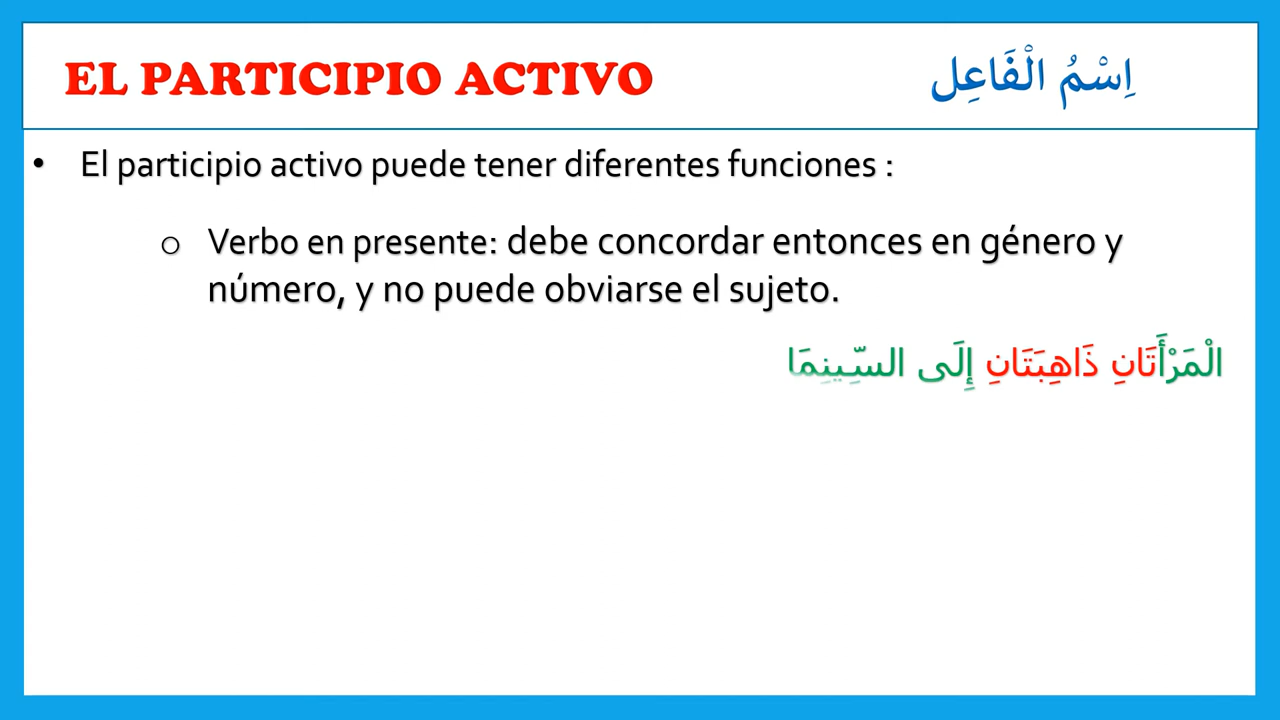 EL PARTICIPIO ACTIVO
اِسْمُ الْفَاعِل
• El participio activo puede tener diferentes funciones :
o Verbo en presente: debe concordar entonces en género y
número, y no puede obviarse el sujeto.
الْمَرْأَتَانِ ذَاهِبَتَانِ إِلَى السِّينِمَا